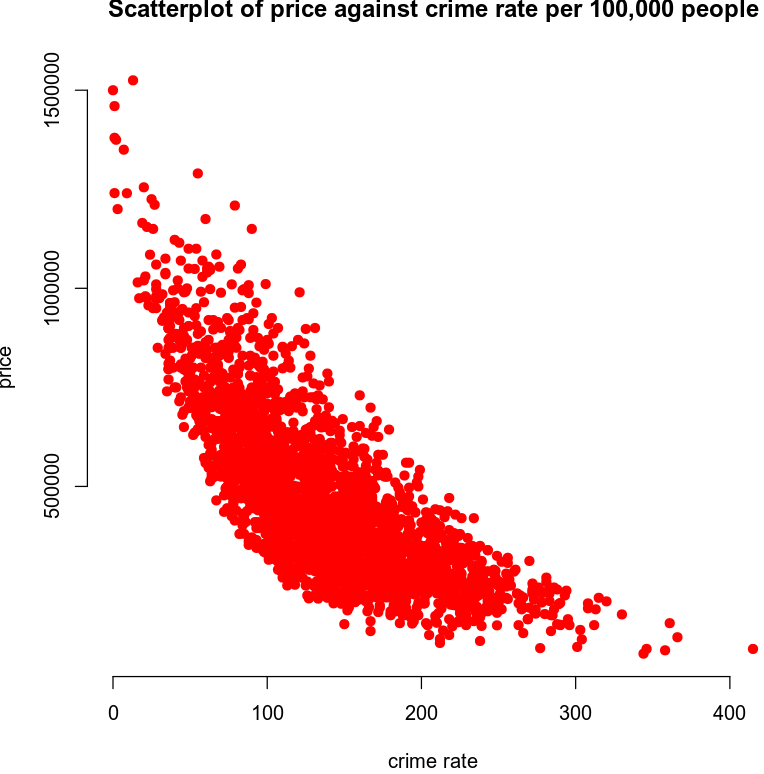 Scatterplot of price against crime rate per 100,000 people
price
1500000
1000000
500000
0 100 200 300 400
crime rate